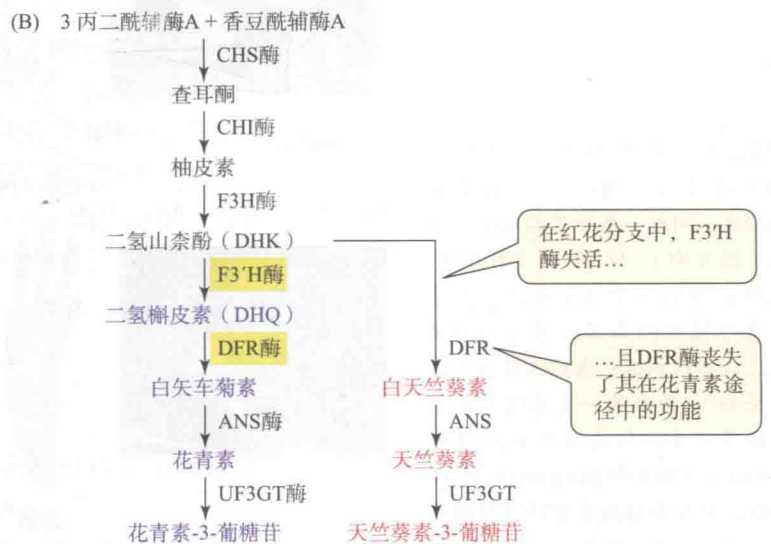 (B) 3 丙二酰辅酶A + 香豆酰辅酶A
CHS酶
查耳酮
CHI酶
柚皮素
F3H酶
二氢山柰酚（DHK）
F3′H酶
二氢槲皮素（DHQ）
DFR酶
白矢车菊素
ANS酶
花青素
UF3GT酶
花青素-3-葡糖苷
在红花分支中，F3′H
酶失活…
DFR
…且DFR酶丧失
了其在花青素途
径中的功能
白天竺葵素
ANS
天竺葵素
UF3GT
天竺葵素-3-葡糖苷